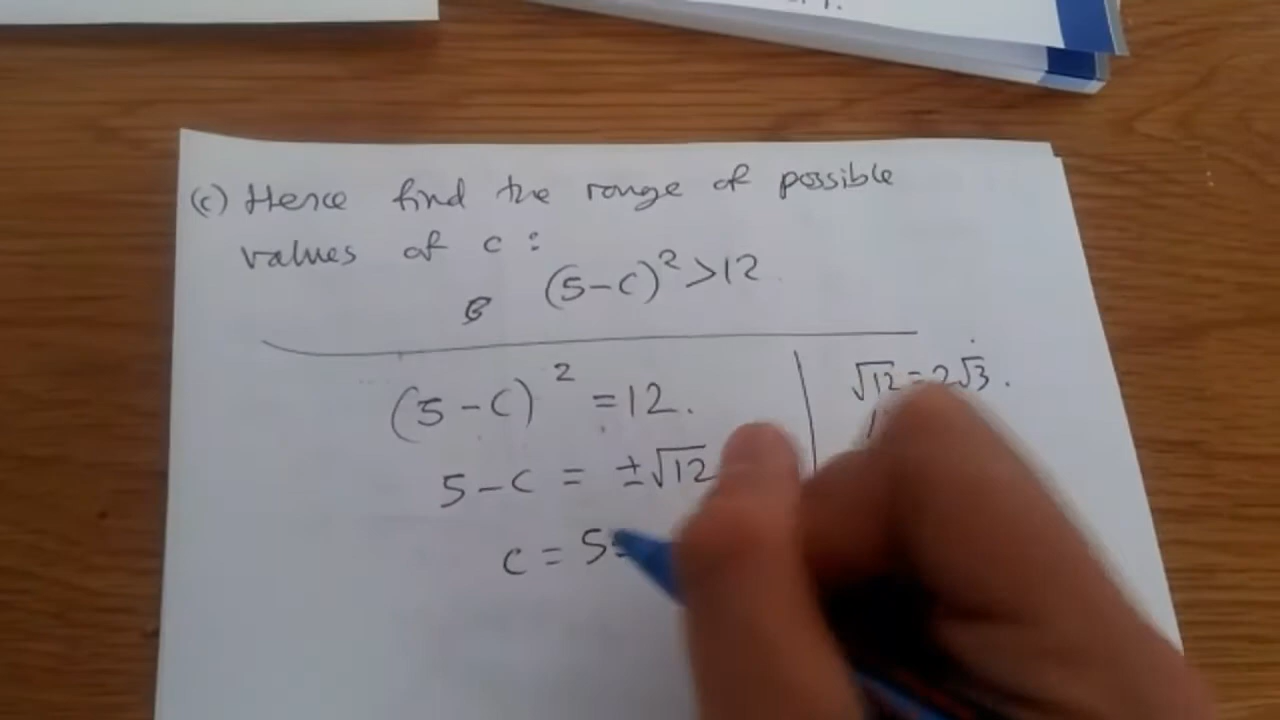 (c) Hence find the range of possible
values of c :
(5-c)² >12
(5-c)² =12.
5-c = ±√12
c = 5±
√12 = 2√3.